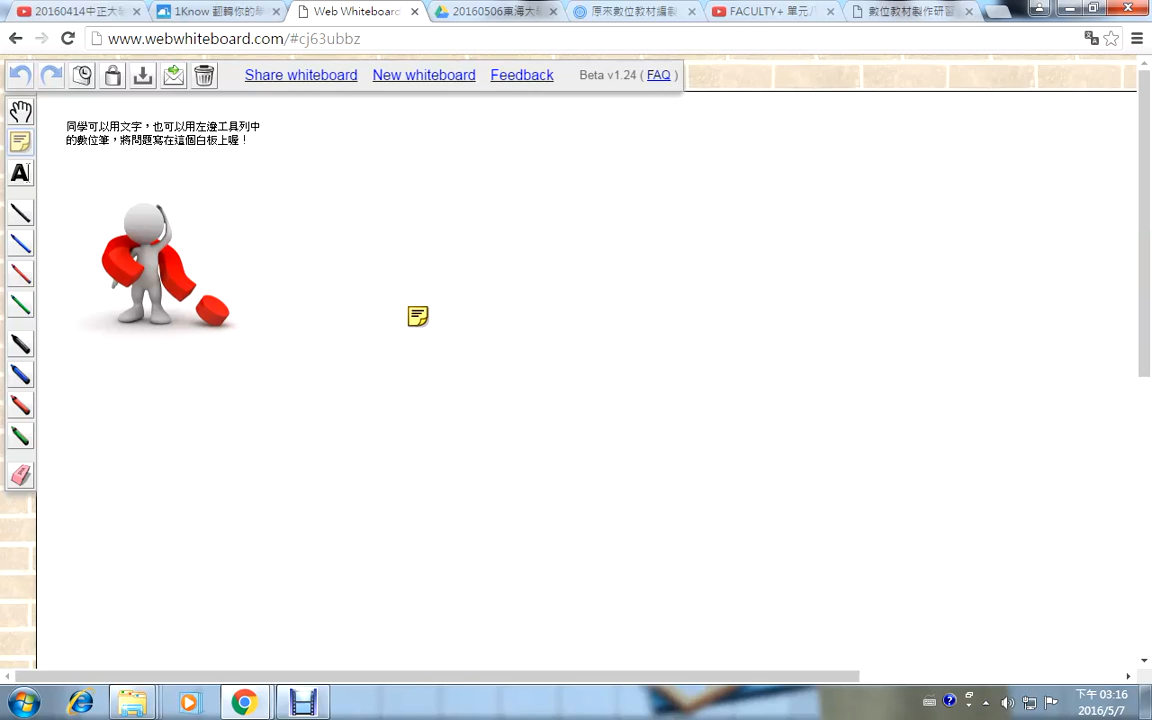 20160414中正大
1Know 翻轉你的
Web Whiteboard
20160506東海大
原來數位教材編製
FACULTY+ 單元
數位教材製作研習
www.webwhiteboard.com/#cj63ubbz
Share whiteboard New whiteboard Feedback Beta v1.24 ( FAQ )
同學可以用文字，也可以用左邊工具列中
的數位筆，將問題寫在這個白板上喔！
A
下午 03:16
2016/5/7